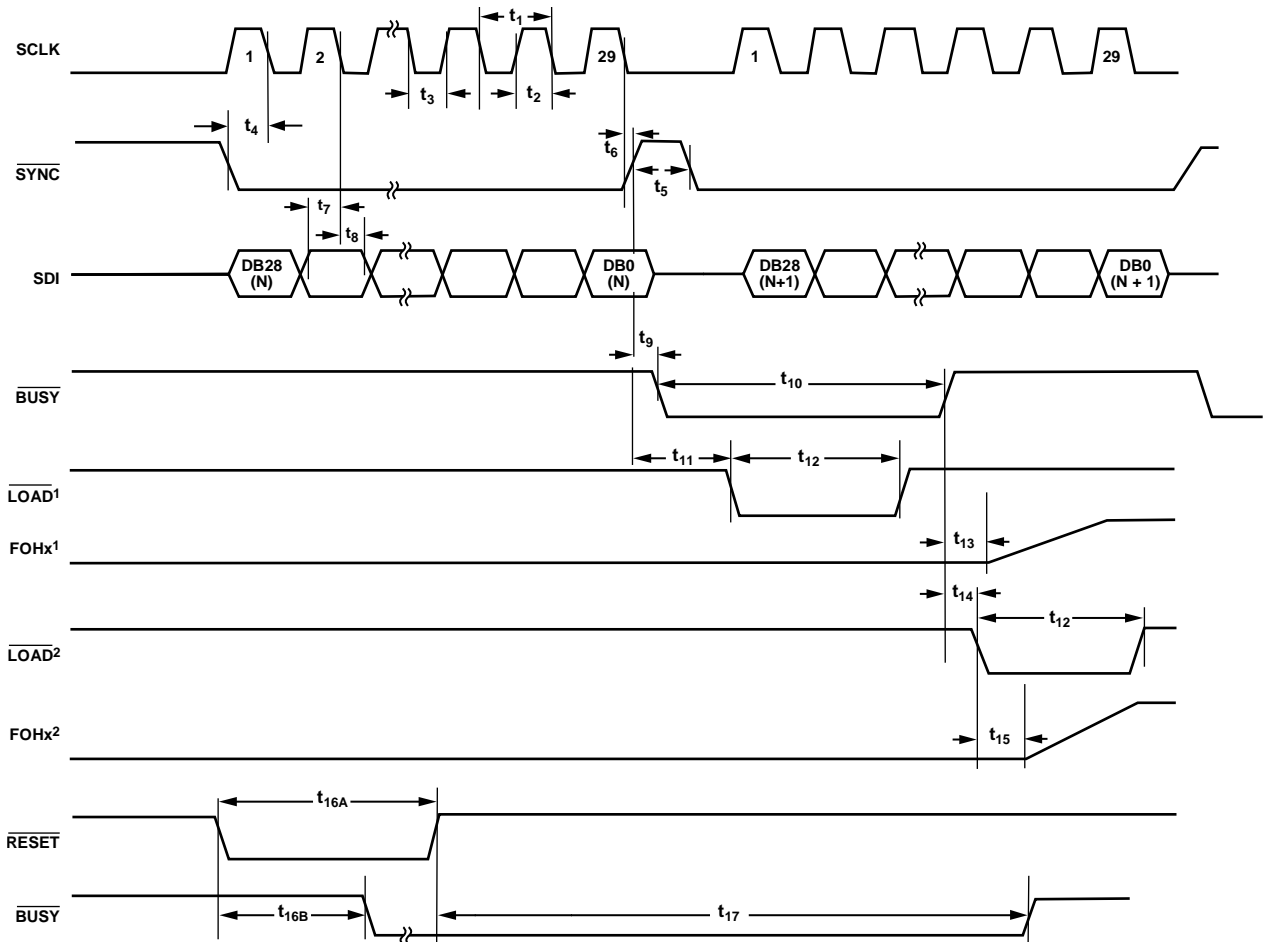 t1
SCLK
1
2
29
1
29
t3
t2
t4
t6
SYNC
t5
t7
t8
SDI
DB28
(N)
DB0
(N)
DB28
(N+1)
DB0
(N + 1)
t9
t10
BUSY
t11
t12
LOAD1
FOHx1
t13
t14
t12
LOAD2
FOHx2
t15
t16A
RESET
BUSY
t16B
t17